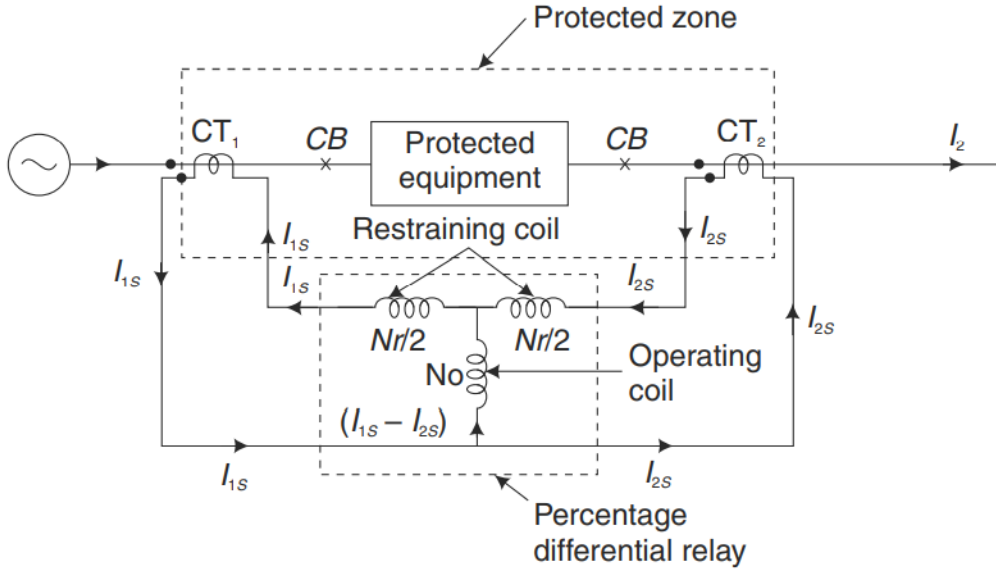 Protected zone
CT1
CB
Protected
equipment
CB
CT2
I2
Restraining coil
I1S
I2S
I1S
I1S
I2S
I2S
Nr/2
Nr/2
No
Operating
coil
(I1S – I2S)
I1S
I2S
Percentage
differential relay